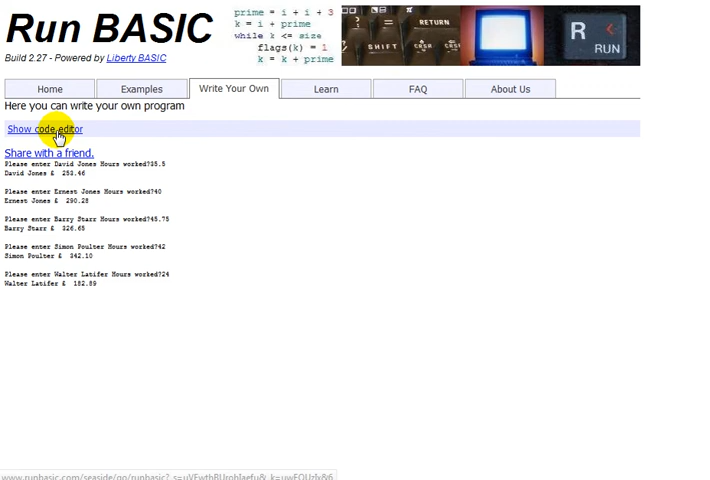 Run BASIC
Build 2.27 - Powered by Liberty BASIC
prime = i + i + 3
k = i + prime
while k <= size
flags(k) = 1
k = k + prime
RETURN
SHIFT
CRSR
CRSR
R
RUN
Home
Examples
Write Your Own
Learn
FAQ
About Us
Here you can write your own program
Show code editor
Share with a friend.
Please enter David Jones Hours worked?35.5
David Jones £ 253.46
Please enter Ernest Jones Hours worked?40
Ernest Jones £ 290.28
Please enter Barry Starr Hours worked?45.75
Barry Starr £ 326.65
Please enter Simon Poulter Hours worked?42
Simon Poulter £ 342.10
Please enter Walter Latifer Hours worked?24
Walter Latifer £ 182.89